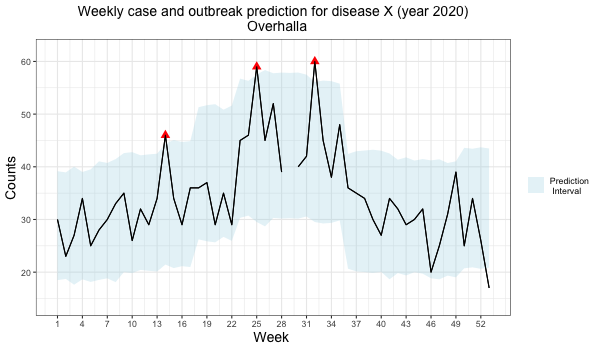 Weekly case and outbreak prediction for disease X (year 2020)
Overhalla
Counts
60
50
40
30
20
1 4 7 10 13 16 19 22 25 28 31 34 37 40 43 46 49 52
Week
Prediction
Interval